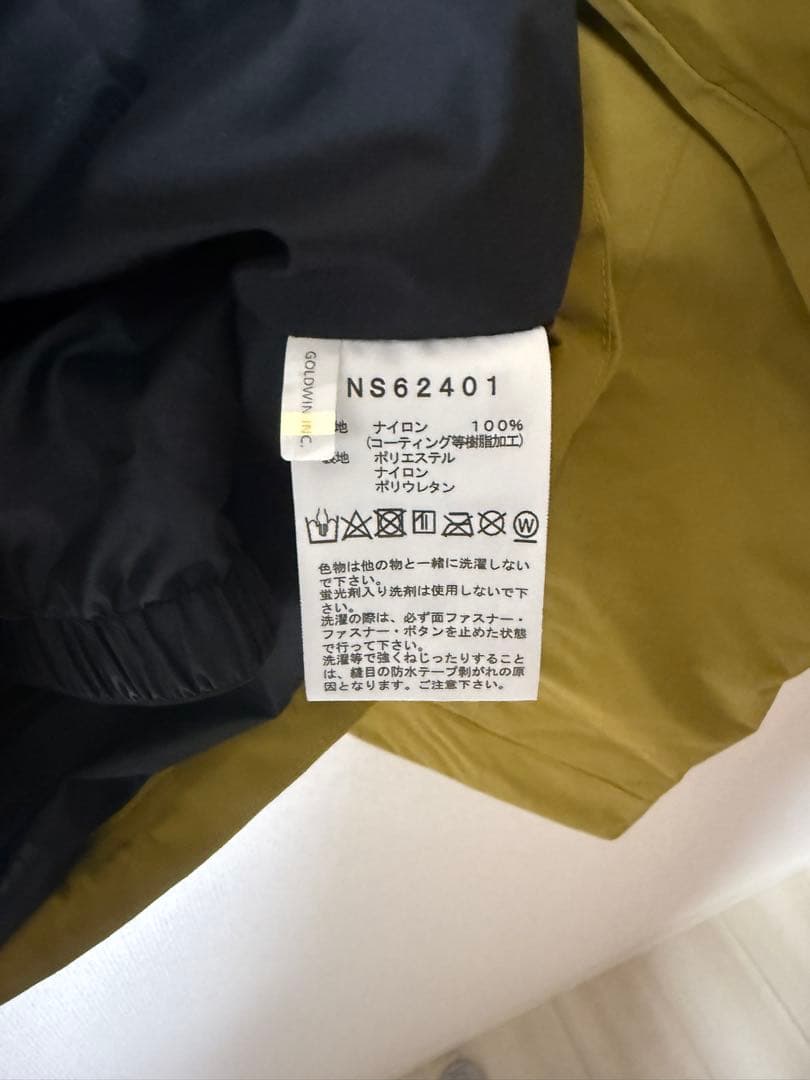 GOLDWIN INC.
NS62401
地 ナイロン 100%
(コーティング等樹脂加工)
裏地 ポリエステル
ナイロン
ポリウレタン
W
色物は他の物と一緒に洗濯しない
で下さい。
蛍光剤入り洗剤は使用しないで下
さい。
洗濯の際は、必ず面ファスナー・
ファスナー・ボタンを止めた状態
で行って下さい。
洗濯等で強くねじったりすること
は、縫目の防水テープ剥がれの原
因となります。ご注意下さい。